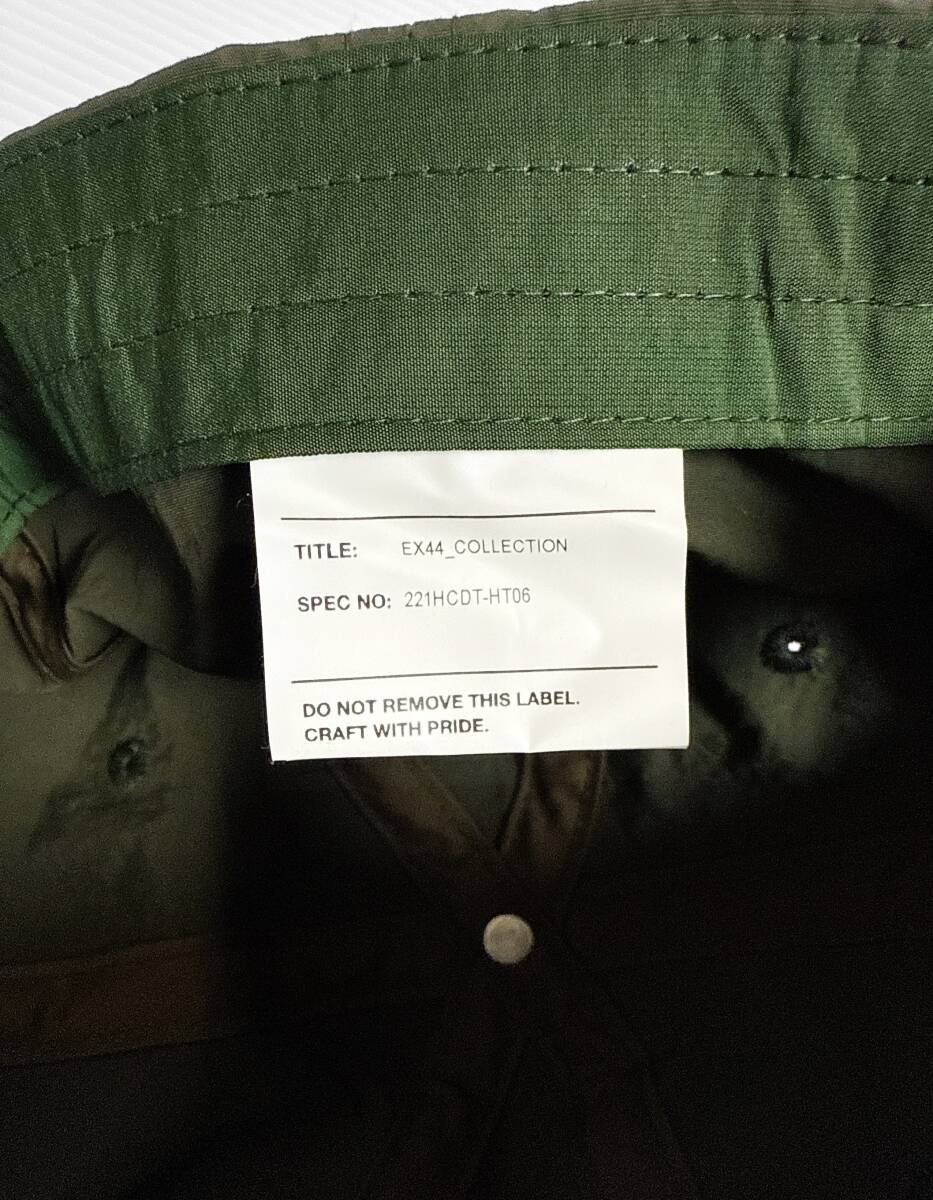 TITLE: EX44_COLLECTION
SPEC NO: 221HCDT-HT06
DO NOT REMOVE THIS LABEL.
CRAFT WITH PRIDE.